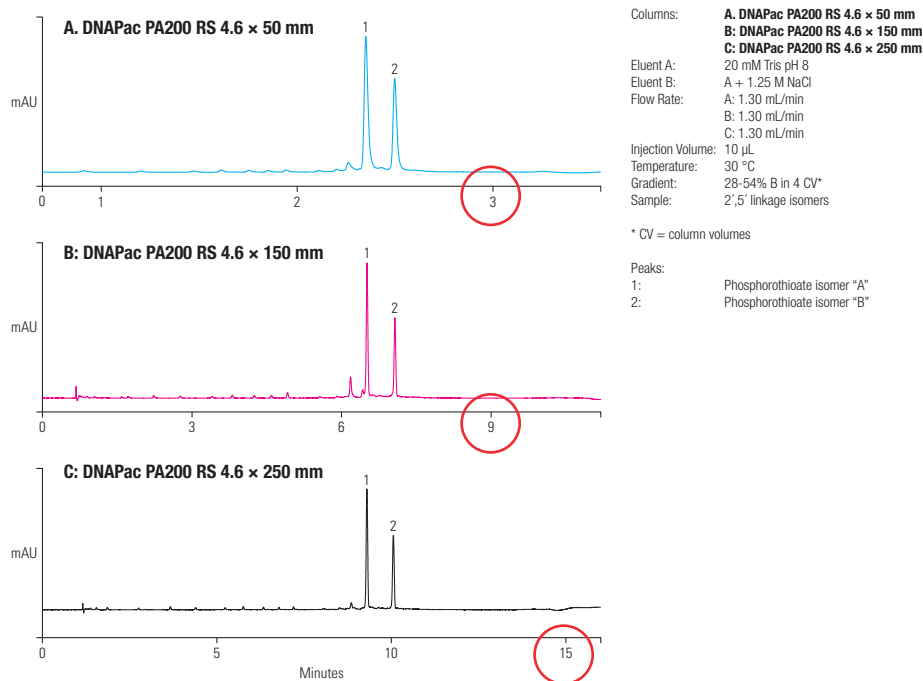 A. DNAPac PA200 RS 4.6 × 50 mm
1
2
mAU
0 1 2 3
B: DNAPac PA200 RS 4.6 × 150 mm
1
2
mAU
0 3 6 9
C: DNAPac PA200 RS 4.6 × 250 mm
1
2
mAU
0 5 10 15
Minutes
Columns: A. DNAPac PA200 RS 4.6 × 50 mm
B: DNAPac PA200 RS 4.6 × 150 mm
C: DNAPac PA200 RS 4.6 × 250 mm
Eluent A: 20 mM Tris pH 8
Eluent B: A + 1.25 M NaCl
Flow Rate: A: 1.30 mL/min
B: 1.30 mL/min
C: 1.30 mL/min
Injection Volume: 10 µL
Temperature: 30 °C
Gradient: 28-54% B in 4 CV*
Sample: 2´,5´ linkage isomers
* CV = column volumes
Peaks:
1: Phosphorothioate isomer “A”
2: Phosphorothioate isomer “B”